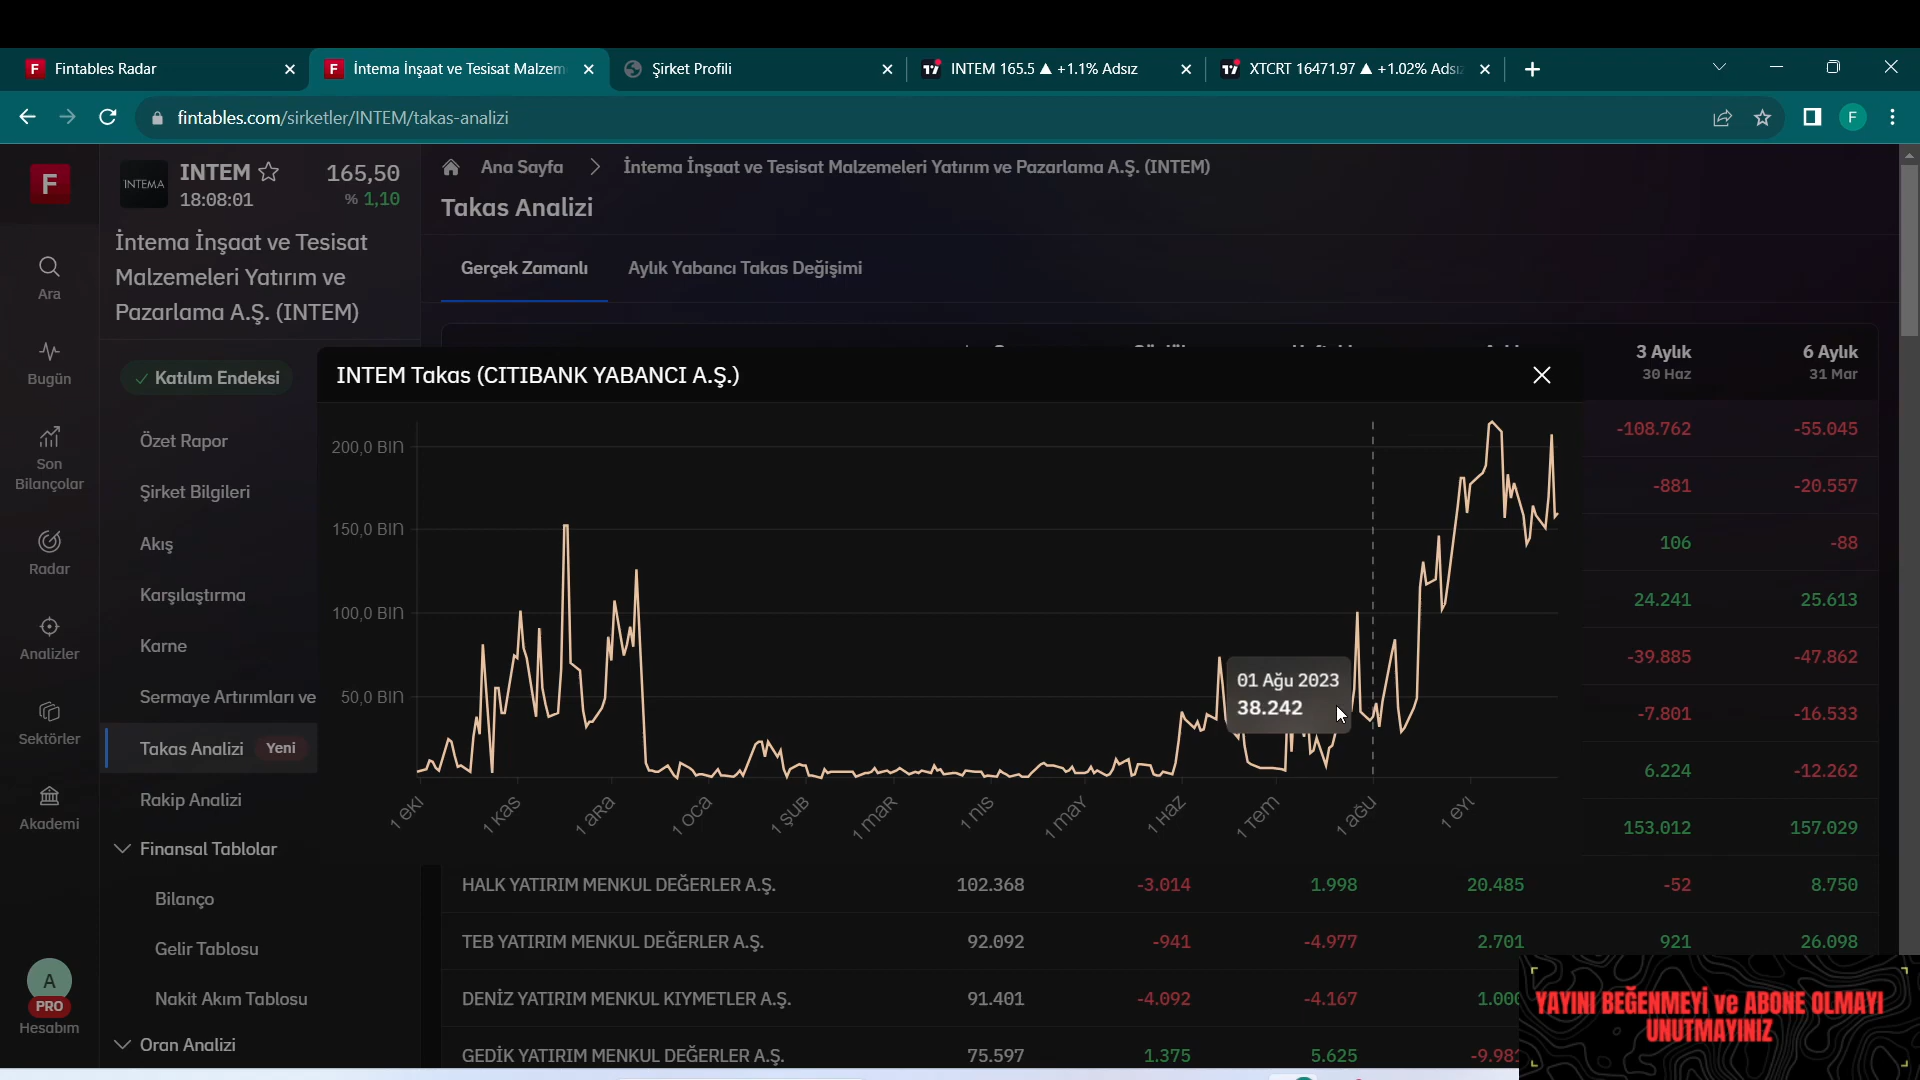 Fintables Radar
İntema İnşaat ve Tesisat Malzem
Şirket Profili
INTEM 165.5 ▲ +1.1% Adsız
XTCRT 16471.97 ▲ +1.02% Adsız
fintables.com/sirketler/INTEM/takas-analizi
F
F
Ara
Bugün
Son
Bilançolar
Radar
Analizler
Sektörler
Akademi
A
PRO
Hesabım
INTEMA
INTEM
165,50
18:08:01
% 1,10
İntema İnşaat ve Tesisat
Malzemeleri Yatırım ve
Pazarlama A.Ş. (INTEM)
Katılım Endeksi
Özet Rapor
Şirket Bilgileri
Akış
Karşılaştırma
Karne
Sermaye Artırımları ve
Takas Analizi Yeni
Rakip Analizi
Finansal Tablolar
Bilanço
Gelir Tablosu
Nakit Akım Tablosu
Oran Analizi
Ana Sayfa > İntema İnşaat ve Tesisat Malzemeleri Yatırım ve Pazarlama A.Ş. (INTEM)
Takas Analizi
Gerçek Zamanlı
Aylık Yabancı Takas Değişimi
3 Aylık 6 Aylık
30 Haz 31 Mar
INTEM Takas (CITIBANK YABANCI A.Ş.)
200,0 BİN
150,0 BİN
100,0 BİN
50,0 BİN
01 Ağu 2023
38.242
1 EKİ 1 KAS 1 ARA 1 OCA 1 ŞUB 1 MAR 1 NİS 1 MAY 1 HAZ 1 TEM 1 AĞU 1 EYL
-108.762 -55.045
-881 -20.557
106 -88
24.241 25.613
-39.885 -47.862
-7.801 -16.533
6.224 -12.262
153.012 157.029
HALK YATIRIM MENKUL DEĞERLER A.Ş. 102.368 -3.014 1.998 20.485 -52 8.750
TEB YATIRIM MENKUL DEĞERLER A.Ş. 92.092 -941 -4.977 2.701 921 26.098
DENİZ YATIRIM MENKUL KIYMETLER A.Ş. 91.401 -4.092 -4.167 1.000
GEDİK YATIRIM MENKUL DEĞERLER A.Ş. 75.597 1.375 5.625 -9.981
YAYINI BEĞENMEYİ ve ABONE OLMAYI
UNUTMAYINIZ